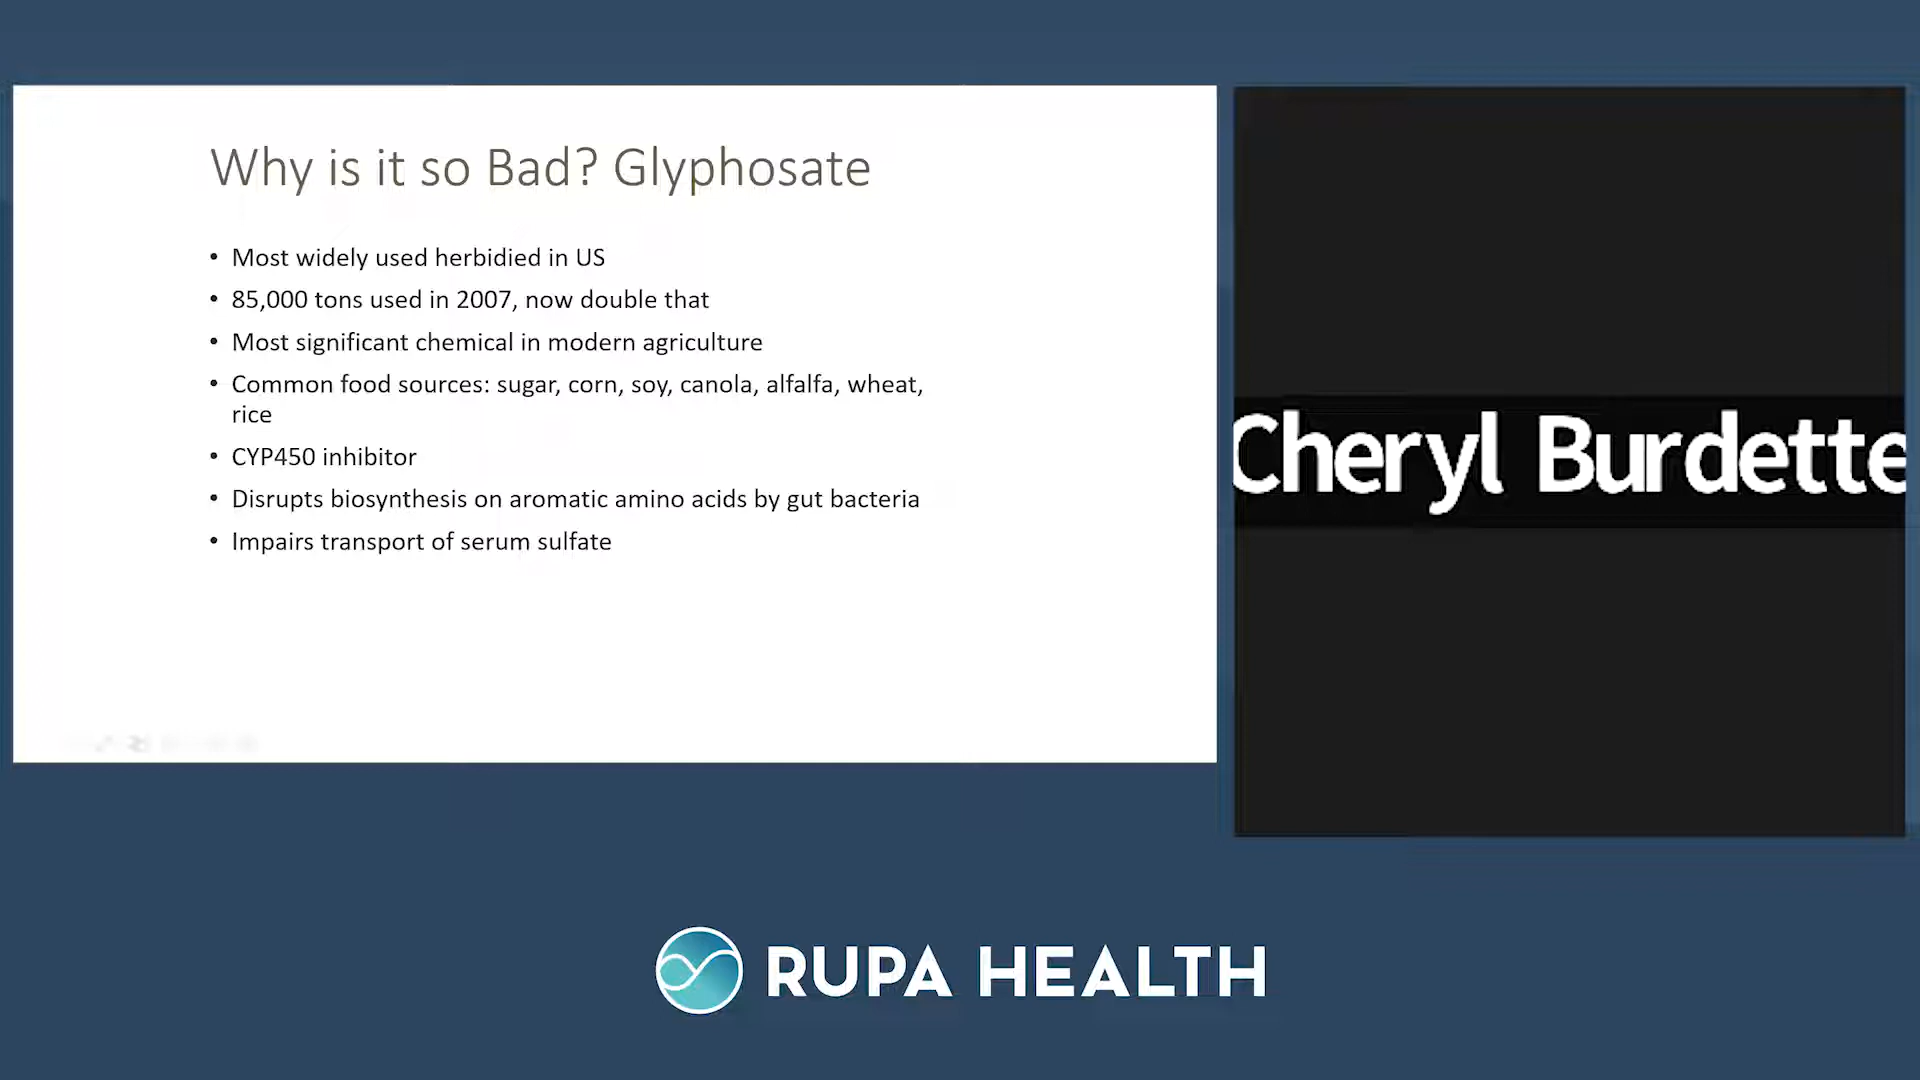 Why is it so Bad? Glyphosate
• Most widely used herbidied in US
• 85,000 tons used in 2007, now double that
• Most significant chemical in modern agriculture
• Common food sources: sugar, corn, soy, canola, alfalfa, wheat,
rice
• CYP450 inhibitor
• Disrupts biosynthesis on aromatic amino acids by gut bacteria
• Impairs transport of serum sulfate
Cheryl Burdette
RUPA HEALTH